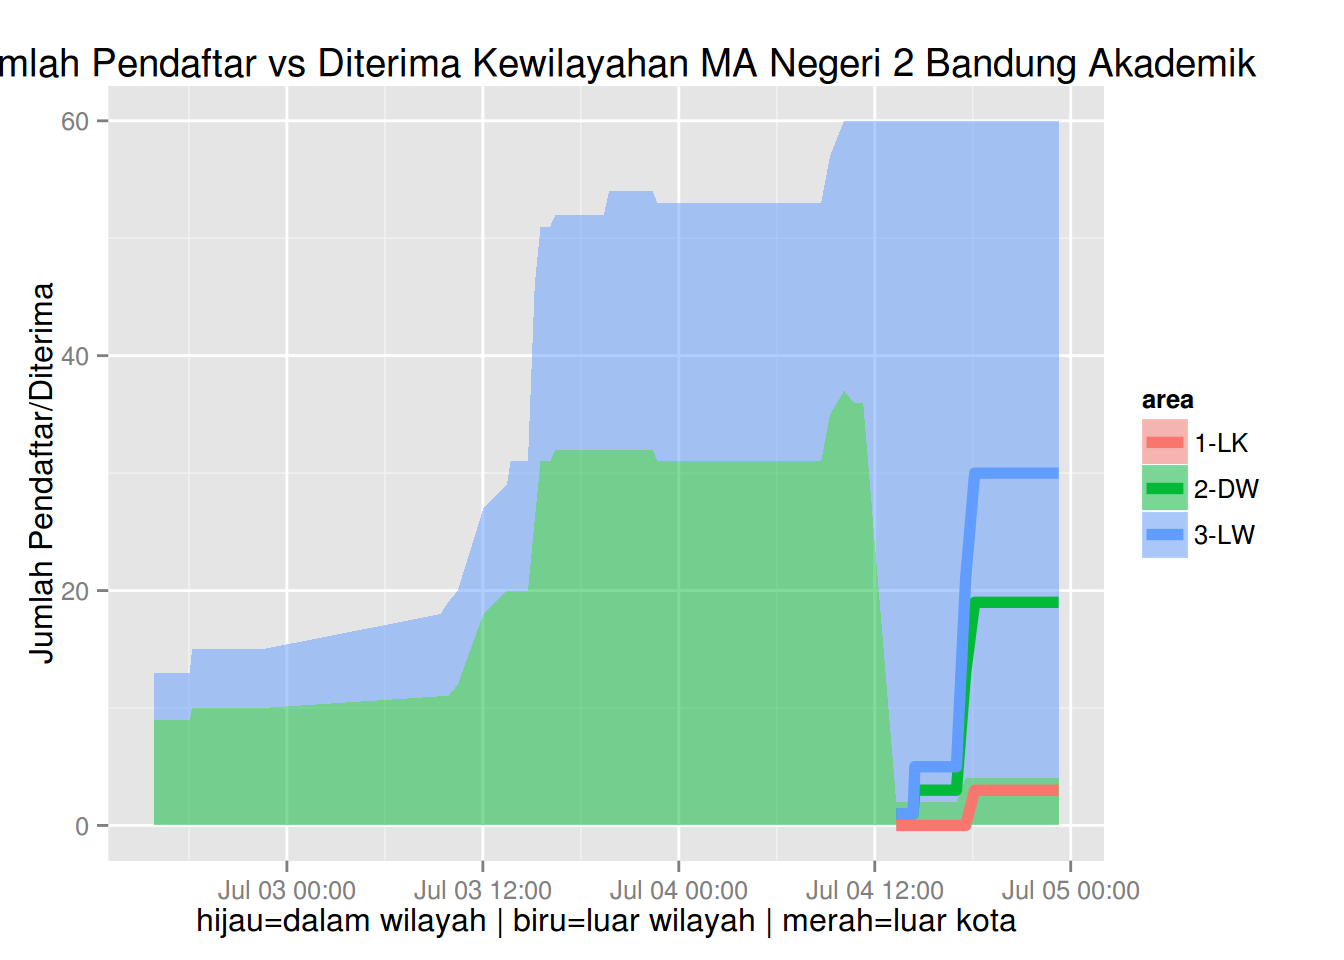 mlah Pendaftar vs Diterima Kewilayahan MA Negeri 2 Bandung Akademik
Jumlah Pendaftar/Diterima
60
40
20
0
Jul 03 00:00
Jul 03 12:00
Jul 04 00:00
Jul 04 12:00
Jul 05 00:00
hijau=dalam wilayah | biru=luar wilayah | merah=luar kota
area
1-LK
2-DW
3-LW